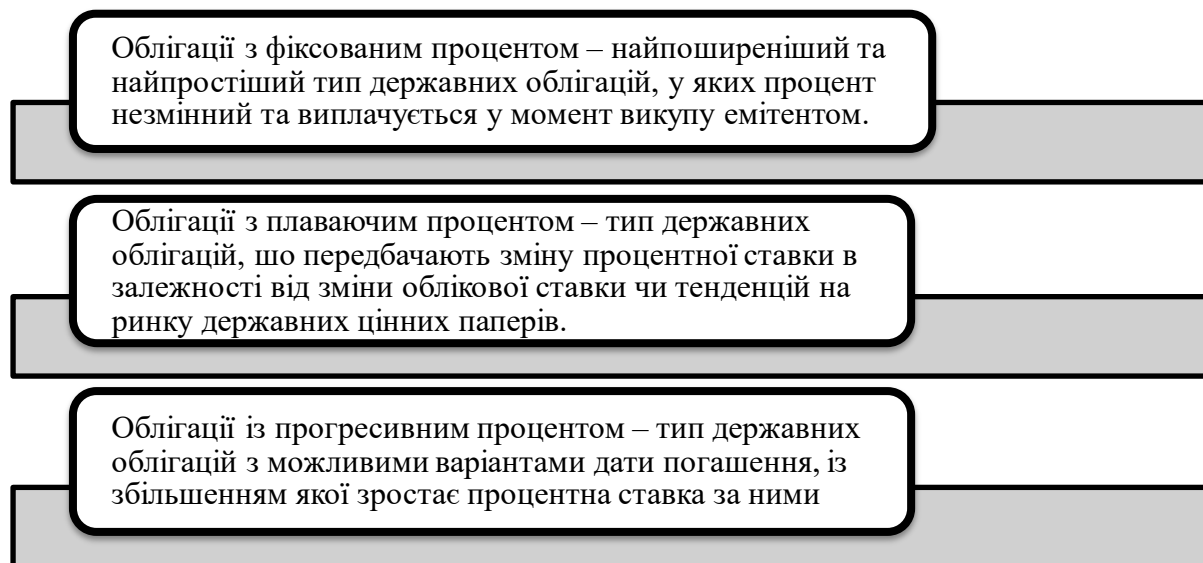 Облігації з фіксованим процентом – найпоширеніший та
найпростіший тип державних облігацій, у яких процент
незмінний та виплачується у момент викупу емітентом.
Облігації з плаваючим процентом – тип державних
облігацій, шо передбачають зміну процентної ставки в
залежності від зміни облікової ставки чи тенденцій на
ринку державних цінних паперів.
Облігації із прогресивним процентом – тип державних
облігацій з можливими варіантами дати погашення, із
збільшенням якої зростає процентна ставка за ними